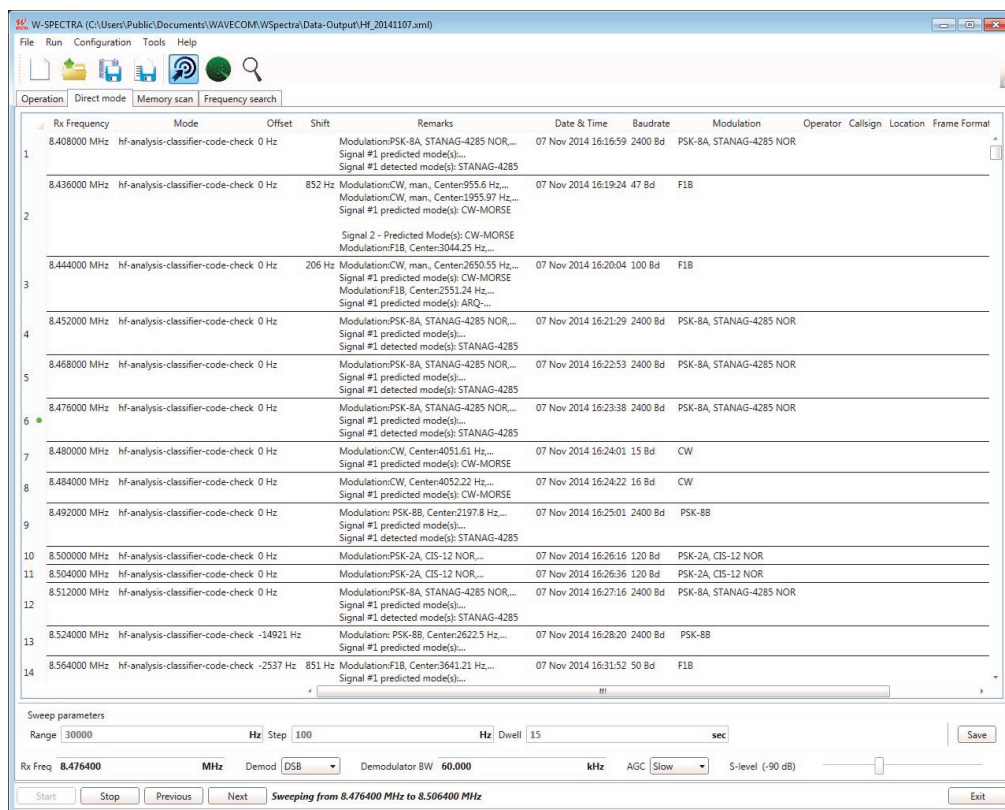 W-SPECTRA (C:\Users\Public\Documents\WAVECOM\WSpectra\Data-Output\Hf_20141107.xml)
File Run Configuration Tools Help
Operation Direct mode Memory scan Frequency search
Rx Frequency Mode Offset Shift Remarks Date & Time Baudrate Modulation Operator Callsign Location Frame Format
1 8.408000 MHz hf-analysis-classifier-code-check 0 Hz Modulation:PSK-8A, STANAG-4285 NOR,... 07 Nov 2014 16:16:59 2400 Bd PSK-8A, STANAG-4285 NOR
Signal #1 predicted mode(s):...
Signal #1 detected mode(s): STANAG-4285
2 8.436000 MHz hf-analysis-classifier-code-check 0 Hz 852 Hz Modulation:CW, man., Center:955.6 Hz,... 07 Nov 2014 16:19:24 47 Bd F1B
Modulation:CW, man., Center:1955.97 Hz,...
Signal #1 predicted mode(s): CW-MORSE
Signal 2 - Predicted Mode(s): CW-MORSE
Modulation:F1B, Center:3044.25 Hz,...
3 8.444000 MHz hf-analysis-classifier-code-check 0 Hz 206 Hz Modulation:CW, man., Center:2650.55 Hz,... 07 Nov 2014 16:20:04 100 Bd F1B
Signal #1 predicted mode(s): CW-MORSE
Modulation:F1B, Center:2551.24 Hz,...
Signal #1 predicted mode(s): ARQ-...
4 8.452000 MHz hf-analysis-classifier-code-check 0 Hz Modulation:PSK-8A, STANAG-4285 NOR,... 07 Nov 2014 16:21:29 2400 Bd PSK-8A, STANAG-4285 NOR
Signal #1 predicted mode(s):...
Signal #1 detected mode(s): STANAG-4285
5 8.468000 MHz hf-analysis-classifier-code-check 0 Hz Modulation:PSK-8A, STANAG-4285 NOR,... 07 Nov 2014 16:22:53 2400 Bd PSK-8A, STANAG-4285 NOR
Signal #1 predicted mode(s):...
Signal #1 detected mode(s): STANAG-4285
6 8.476000 MHz hf-analysis-classifier-code-check 0 Hz Modulation:PSK-8A, STANAG-4285 NOR,... 07 Nov 2014 16:23:38 2400 Bd PSK-8A, STANAG-4285 NOR
Signal #1 predicted mode(s):...
Signal #1 detected mode(s): STANAG-4285
7 8.480000 MHz hf-analysis-classifier-code-check 0 Hz Modulation:CW, Center:4051.61 Hz,... 07 Nov 2014 16:24:01 15 Bd CW
Signal #1 predicted mode(s): CW-MORSE
8 8.484000 MHz hf-analysis-classifier-code-check 0 Hz Modulation:CW, Center:4052.22 Hz,... 07 Nov 2014 16:24:22 16 Bd CW
Signal #1 predicted mode(s): CW-MORSE
9 8.492000 MHz hf-analysis-classifier-code-check 0 Hz Modulation: PSK-8B, Center:2197.8 Hz,... 07 Nov 2014 16:25:01 2400 Bd PSK-8B
Signal #1 predicted mode(s):...
Signal #1 detected mode(s): STANAG-4285
10 8.500000 MHz hf-analysis-classifier-code-check 0 Hz Modulation:PSK-2A, CIS-12 NOR,... 07 Nov 2014 16:26:16 120 Bd PSK-2A, CIS-12 NOR
11 8.504000 MHz hf-analysis-classifier-code-check 0 Hz Modulation:PSK-2A, CIS-12 NOR,... 07 Nov 2014 16:26:36 120 Bd PSK-2A, CIS-12 NOR
12 8.512000 MHz hf-analysis-classifier-code-check 0 Hz Modulation:PSK-8A, STANAG-4285 NOR,... 07 Nov 2014 16:27:16 2400 Bd PSK-8A, STANAG-4285 NOR
Signal #1 predicted mode(s):...
Signal #1 detected mode(s): STANAG-4285
13 8.524000 MHz hf-analysis-classifier-code-check -14921 Hz Modulation: PSK-8B, Center:2622.5 Hz,... 07 Nov 2014 16:28:20 2400 Bd PSK-8B
Signal #1 predicted mode(s):...
14 8.564000 MHz hf-analysis-classifier-code-check -2537 Hz 851 Hz Modulation:F1B, Center:3641.21 Hz,... 07 Nov 2014 16:31:52 50 Bd F1B
Signal #1 predicted mode(s):...
Sweep parameters
Range 30000 Hz Step 100 Hz Dwell 15 sec Save
Rx Freq 8.476400 MHz Demod DSB Demodulator BW 60.000 kHz AGC Slow S-level (-90 dB)
Start Stop Previous Next Sweeping from 8.476400 MHz to 8.506400 MHz Exit